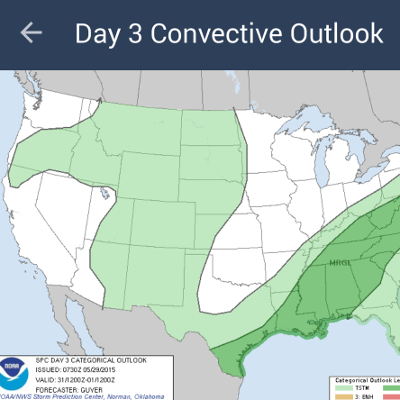 Day 3 Convective Outlook
MRGL
SPC DAY 3 CATEGORICAL OUTLOOK
ISSUED: 0730Z 05/29/2015
VALID: 31/1200Z-01/1200Z
FORECASTER: GUYER
NOAA
NOAA/NWS Storm Prediction Center, Norman, Oklahoma
Categorical Outlook Le
TSTM
3: ENH